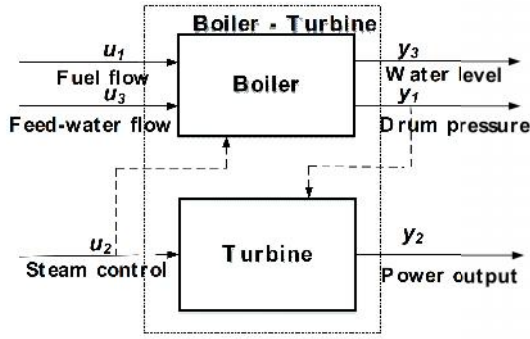 Boiler - Turbine
u1
Fuel flow
u3
Feed-water flow
Boiler
y3
Water level
y1
Drum pressure
u2
Steam control
Turbine
y2
Power output